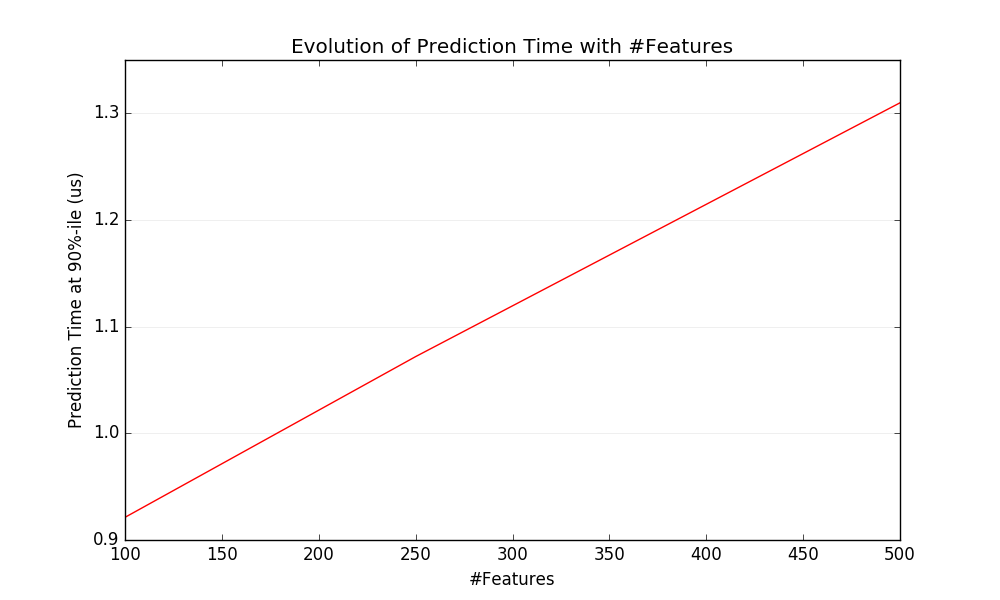 Evolution of Prediction Time with #Features
Prediction Time at 90%-ile (us)
1.3
1.2
1.1
1.0
0.9
100 150 200 250 300 350 400 450 500
#Features